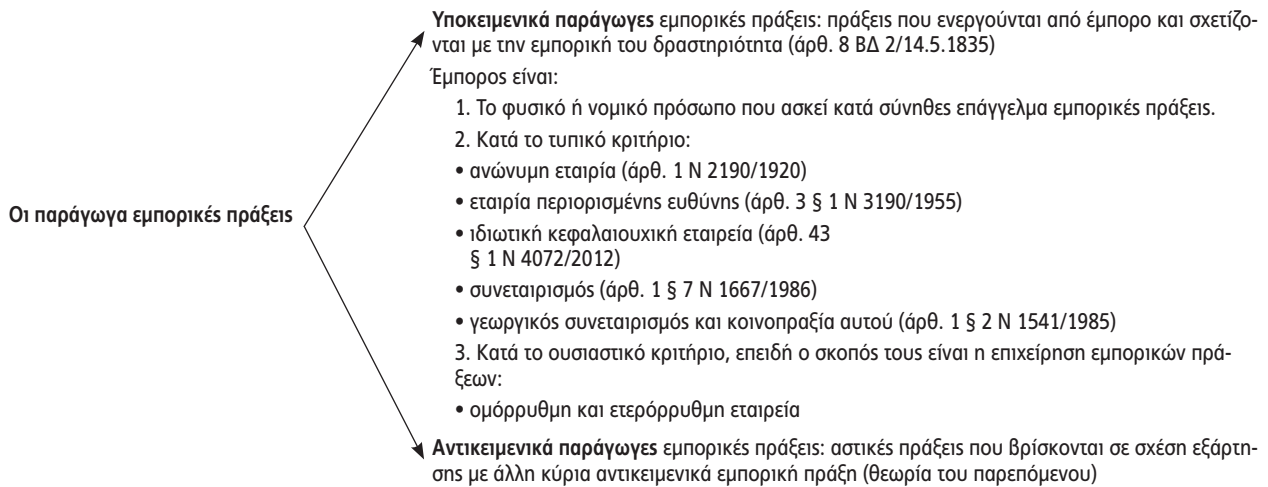 Υποκειμενικά παράγωγες εμπορικές πράξεις: πράξεις που ενεργούνται από έμπορο και σχετίζο-
νται με την εμπορική του δραστηριότητα (άρθ. 8 ΒΔ 2/14.5.1835)
Έμπορος είναι:
1. Το φυσικό ή νομικό πρόσωπο που ασκεί κατά σύνηθες επάγγελμα εμπορικές πράξεις.
2. Κατά το τυπικό κριτήριο:
• ανώνυμη εταιρία (άρθ. 1 Ν 2190/1920)
• εταιρία περιορισμένης ευθύνης (άρθ. 3 § 1 Ν 3190/1955)
Οι παράγωγα εμπορικές πράξεις
• ιδιωτική κεφαλαιουχική εταιρεία (άρθ. 43
§ 1 Ν 4072/2012)
• συνεταιρισμός (άρθ. 1 § 7 Ν 1667/1986)
• γεωργικός συνεταιρισμός και κοινοπραξία αυτού (άρθ. 1 § 2 Ν 1541/1985)
3. Κατά το ουσιαστικό κριτήριο, επειδή ο σκοπός τους είναι η επιχείρηση εμπορικών πρά-
ξεων:
• ομόρρυθμη και ετερόρρυθμη εταιρεία
Αντικειμενικά παράγωγες εμπορικές πράξεις: αστικές πράξεις που βρίσκονται σε σχέση εξάρτη-
σης με άλλη κύρια αντικειμενικά εμπορική πράξη (θεωρία του παρεπόμενου)